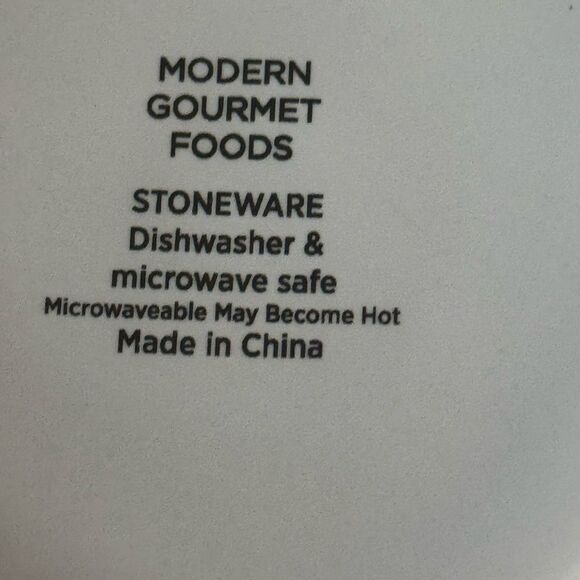 MODERN
GOURMET
FOODS
STONEWARE
Dishwasher &
microwave safe
Microwaveable May Become Hot
Made in China